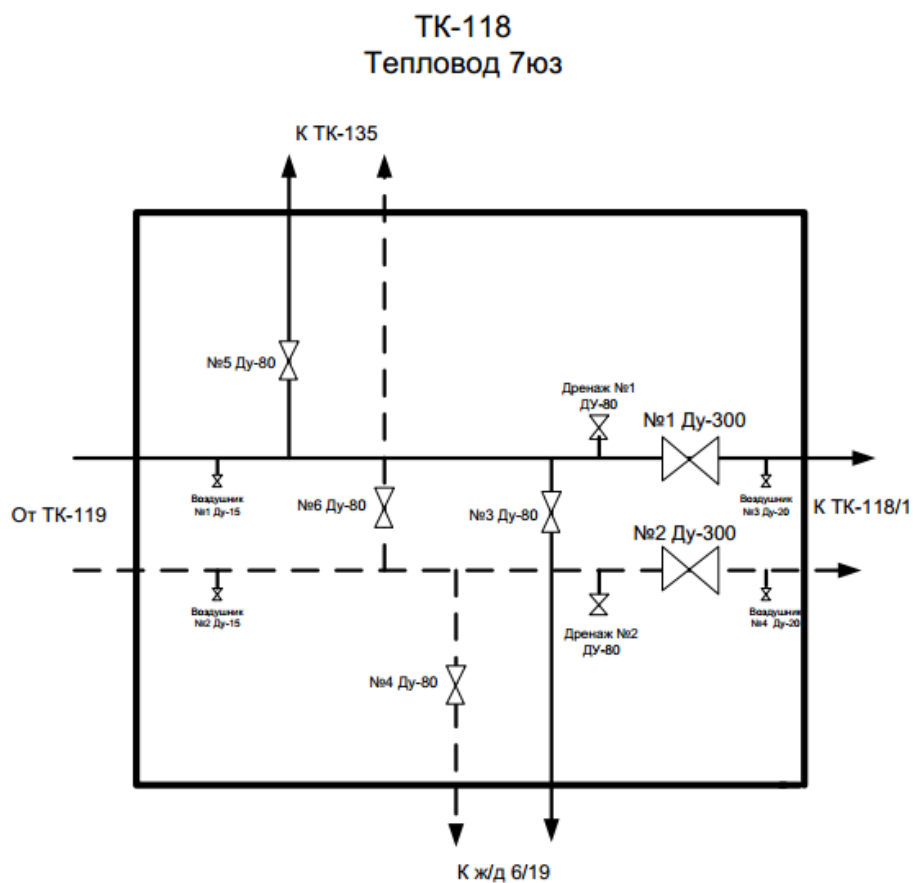 ТК-118
Тепловод 7юз
К ТК-135
№5 Ду-80
Дренаж №1
ДУ-80
№1 Ду-300
Воздушник
№1 Ду-15
№6 Ду-80
№3 Ду-80
Воздушник
№3 Ду-20
От ТК-119
К ТК-118/1
№2 Ду-300
Воздушник
№2 Ду-15
Дренаж №2
ДУ-80
Воздушник
№4 Ду-20
№4 Ду-80
К ж/д 6/19